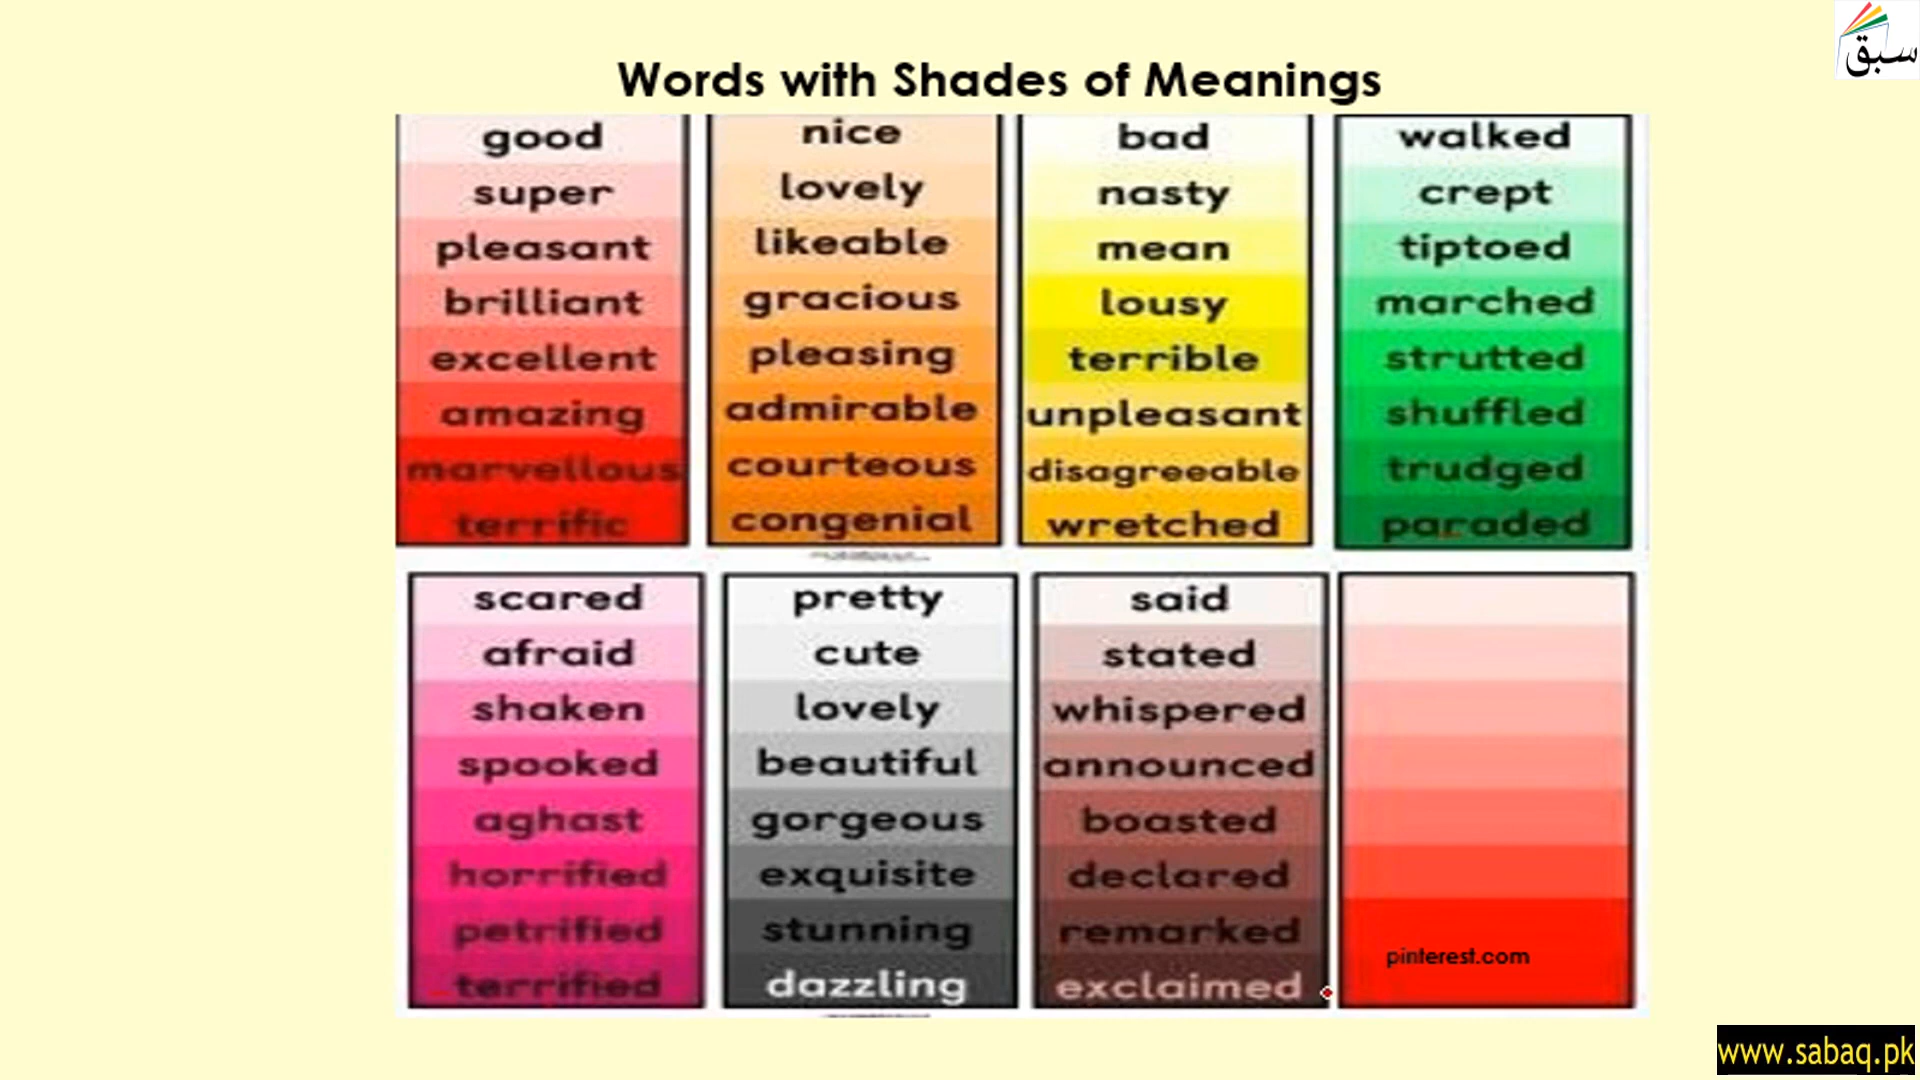 سبق
Words with Shades of Meanings
good
super
pleasant
brilliant
excellent
amazing
marvellous
terrific
nice
lovely
likeable
gracious
pleasing
admirable
courteous
congenial
bad
nasty
mean
lousy
terrible
unpleasant
disagreeable
wretched
walked
crept
tiptoed
marched
strutted
shuffled
trudged
paraded
scared
afraid
shaken
spooked
aghast
horrified
petrified
terrified
pretty
cute
lovely
beautiful
gorgeous
exquisite
stunning
dazzling
said
stated
whispered
announced
boasted
declared
remarked
exclaimed
pinterest.com
www.sabaq.pk